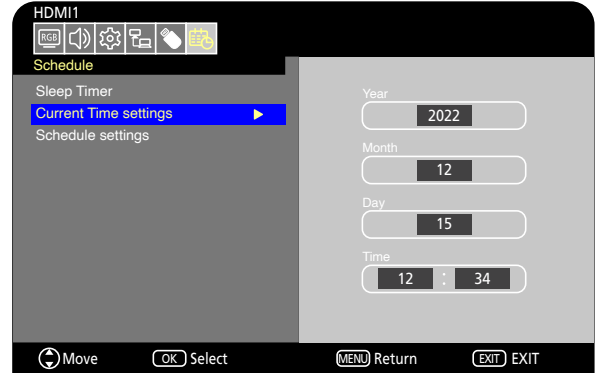 HDMI1
RGB
Schedule
Sleep Timer
Current Time settings
Schedule settings
Year
2022
Month
12
Day
15
Time
12 : 34
Move OK Select MENU Return EXIT EXIT